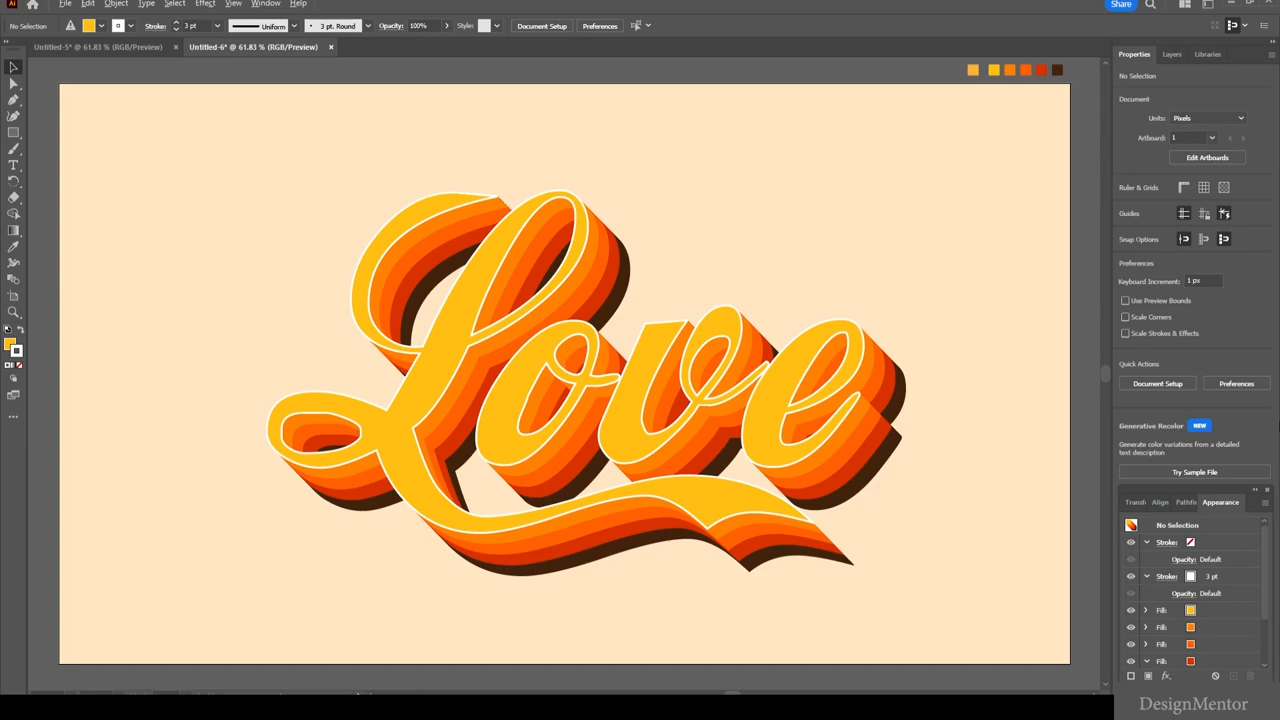 Ai File Edit Object Type Select Effect View Window Help Share
No Selection Stroke: 3 pt Uniform 3 pt. Round Opacity: 100% Style: Document Setup Preferences
Untitled-5* @ 61.83 % (RGB/Preview) Untitled-6* @ 61.83 % (RGB/Preview)
Properties Layers Libraries
No Selection
Document
Units: Pixels
Artboard: 1
Edit Artboards
Ruler & Grids
Guides
Snap Options
Preferences
Keyboard Increment: 1 px
Use Preview Bounds
Scale Corners
Scale Strokes & Effects
Quick Actions
Document Setup Preferences
Generative Recolor NEW
Generate color variations from a detailed
text description
Try Sample File
Transf Align Pathfin Appearance
No Selection
Stroke:
Opacity: Default
Stroke: 3 pt
Opacity: Default
Fill:
Fill:
Fill:
Fill:
fx
Love
DesignMentor